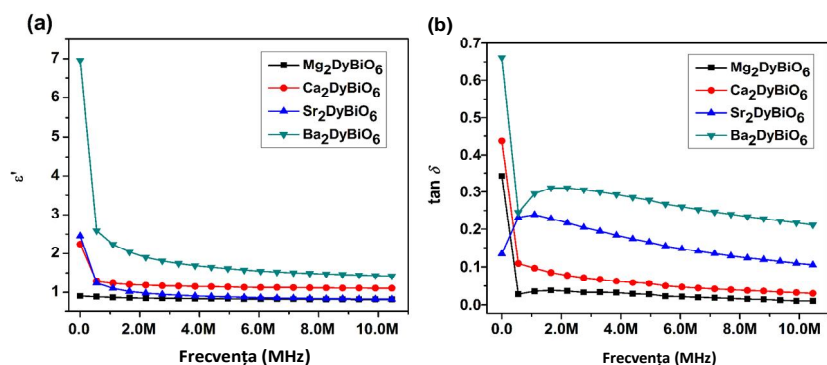 (a)
7
6
5
4
3
2
1
ε'
Mg2DyBiO6
Ca2DyBiO6
Sr2DyBiO6
Ba2DyBiO6
0.0 2.0M 4.0M 6.0M 8.0M 10.0M
Frecvența (MHz)
(b)
0.7
0.6
0.5
0.4
0.3
0.2
0.1
0.0
tan δ
Mg2DyBiO6
Ca2DyBiO6
Sr2DyBiO6
Ba2DyBiO6
0.0 2.0M 4.0M 6.0M 8.0M 10.0M
Frecvența (MHz)